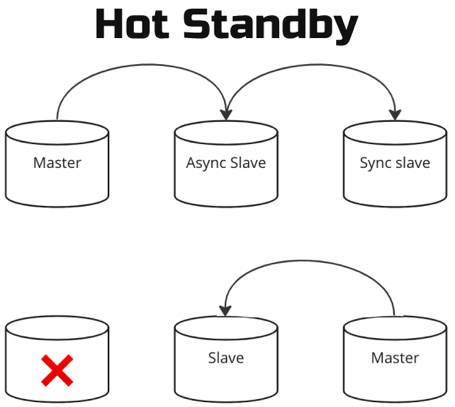 Hot Standby
Master
Async Slave
Sync slave
Slave
Master